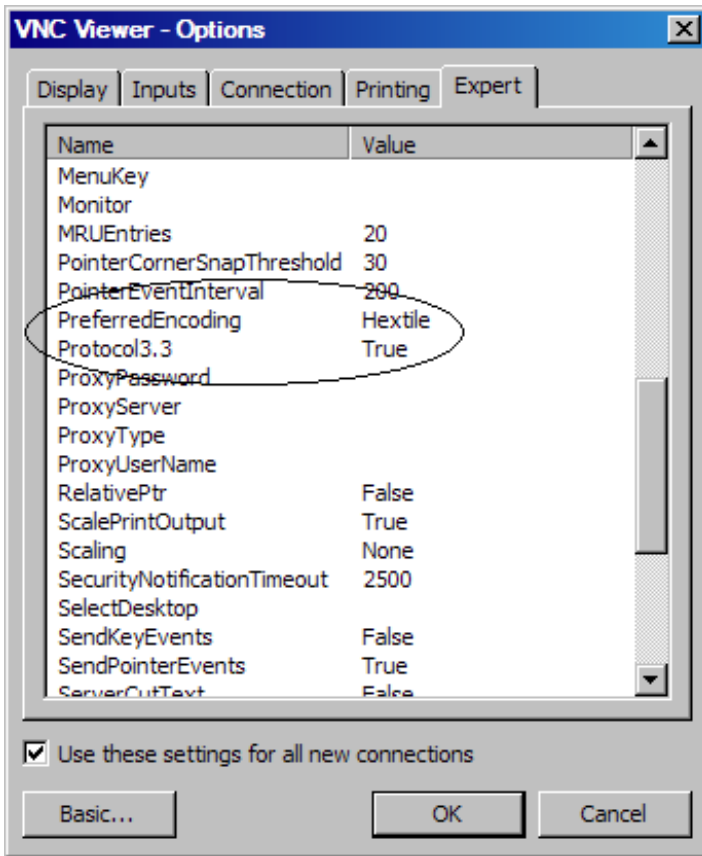 VNC Viewer - Options
Display Inputs Connection Printing Expert
Name Value
MenuKey
Monitor
MRUEntries 20
PointerCornerSnapThreshold 30
PointerEventInterval 200
PreferredEncoding Hextile
Protocol3.3 True
ProxyPassword
ProxyServer
ProxyType
ProxyUserName
RelativePtr False
ScalePrintOutput True
Scaling None
SecurityNotificationTimeout 2500
SelectDesktop
SendKeyEvents False
SendPointerEvents True
ServerCutText False
Use these settings for all new connections
Basic... OK Cancel